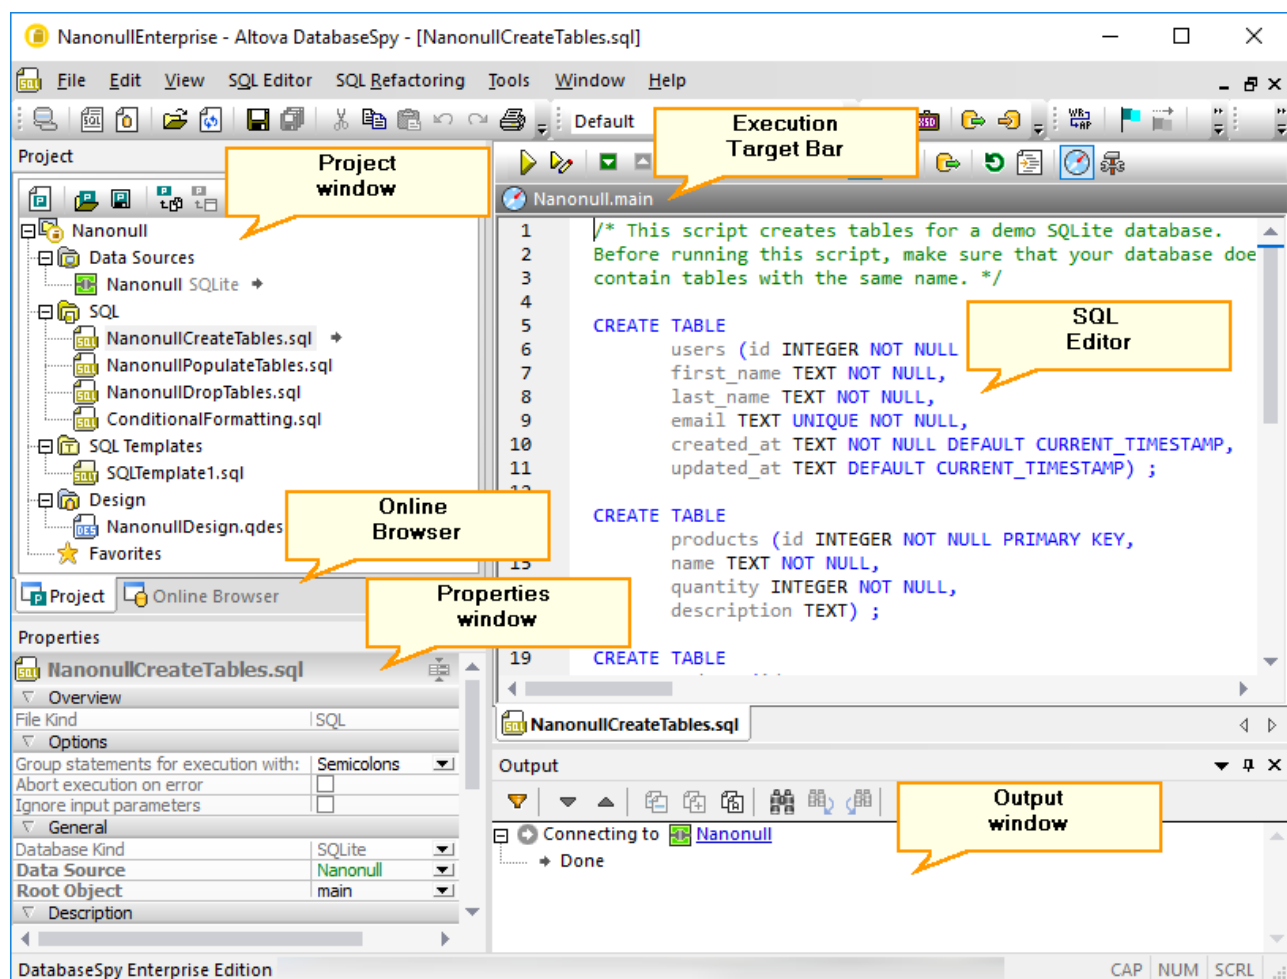 NanonullEnterprise - Altova DatabaseSpy - [NanonullCreateTables.sql]
File Edit View SQL Editor SQL Refactoring Tools Window Help
Default
Execution
Target Bar
Project
Project
window
Nanonull.main
Nanonull
Data Sources
Nanonull SQLite
SQL
NanonullCreateTables.sql
NanonullPopulateTables.sql
NanonullDropTables.sql
ConditionalFormatting.sql
SQL Templates
SQLTemplate1.sql
Design
NanonullDesign.qdes
Favorites
Online
Browser
Project Online Browser
1 /* This script creates tables for a demo SQLite database.
2 Before running this script, make sure that your database doe
3 contain tables with the same name. */
4
5 CREATE TABLE
6 users (id INTEGER NOT NULL
7 first_name TEXT NOT NULL,
8 last_name TEXT NOT NULL,
9 email TEXT UNIQUE NOT NULL,
10 created_at TEXT NOT NULL DEFAULT CURRENT_TIMESTAMP,
11 updated_at TEXT DEFAULT CURRENT_TIMESTAMP) ;
CREATE TABLE
products (id INTEGER NOT NULL PRIMARY KEY,
15 name TEXT NOT NULL,
quantity INTEGER NOT NULL,
description TEXT) ;
19 CREATE TABLE
SQL
Editor
NanonullCreateTables.sql
Properties
window
Properties
NanonullCreateTables.sql
Overview
File Kind SQL
Options
Group statements for execution with: Semicolons
Abort execution on error
Ignore input parameters
General
Database Kind SQLite
Data Source Nanonull
Root Object main
Description
Output
Output
window
Connecting to Nanonull
Done
DatabaseSpy Enterprise Edition
CAP NUM SCRL